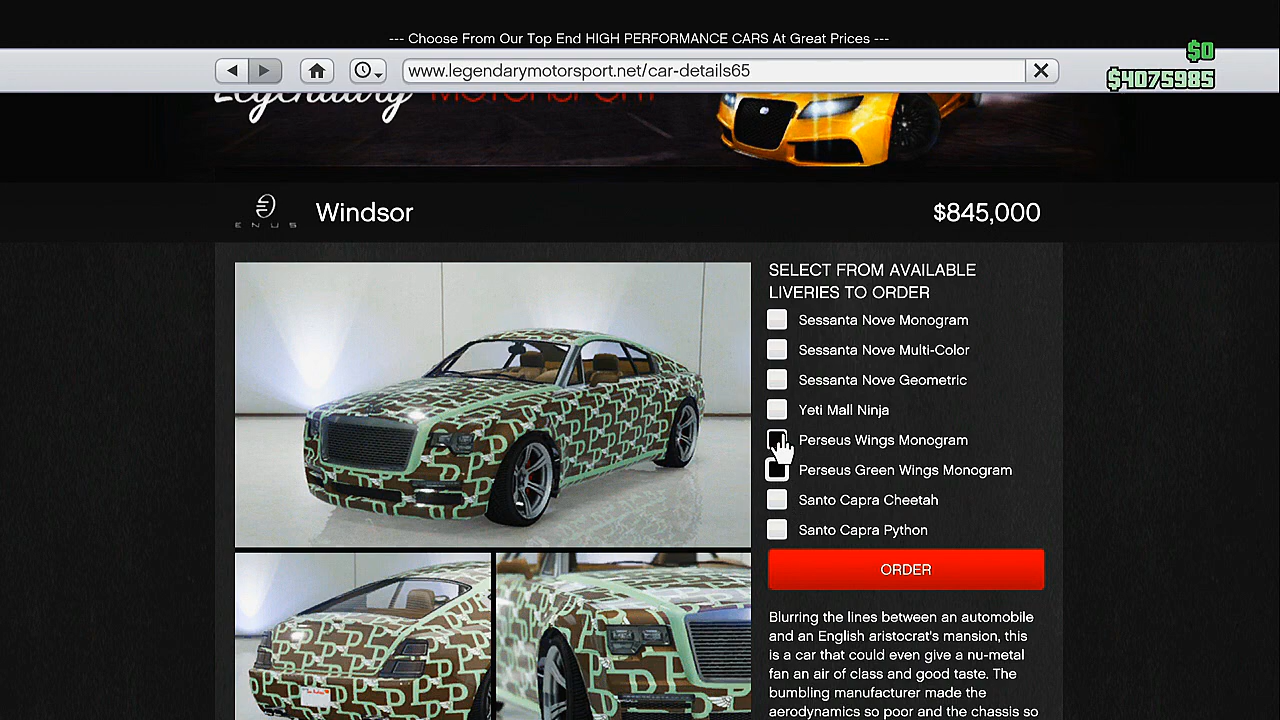 --- Choose From Our Top End HIGH PERFORMANCE CARS At Great Prices ---
$0
www.legendarymotorsport.net/car-details65
$4075985
Legendary MOTORSPORT
ENUS
Windsor
$845,000
SELECT FROM AVAILABLE
LIVERIES TO ORDER
Sessanta Nove Monogram
Sessanta Nove Multi-Color
Sessanta Nove Geometric
Yeti Mall Ninja
Perseus Wings Monogram
Perseus Green Wings Monogram
Santo Capra Cheetah
Santo Capra Python
ORDER
Blurring the lines between an automobile
and an English aristocrat's mansion, this
is a car that could even give a nu-metal
fan an air of class and good taste. The
bumbling manufacturer made the
aerodynamics so poor and the chassis so